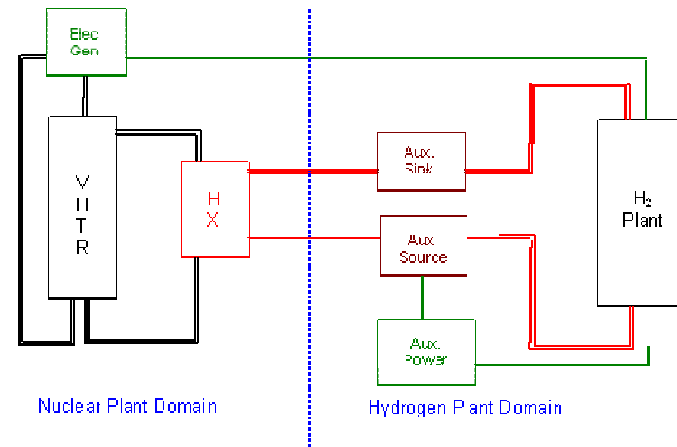 Elec
Gen
V
H
T
R
H
X
Aux.
Sink
Aux
Source
Aux.
Power
H₂
Plant
Nuclear Plant Domain
Hydrogen Plant Domain